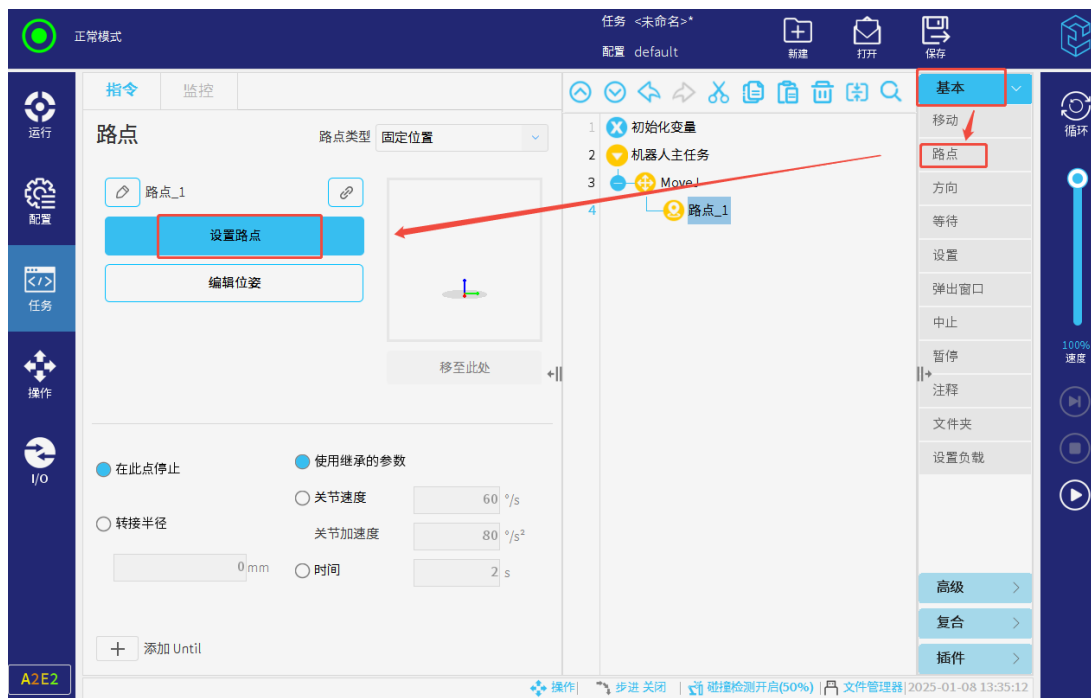 正常模式
任务 <未命名>*
配置 default
新建
打开
保存
运行
配置
任务
操作
I/O
A2E2
指令
监控
路点
路点类型 固定位置
路点_1
设置路点
编辑位姿
移至此处
在此点停止
转接半径
0 mm
使用继承的参数
关节速度 60 °/s
关节加速度 80 °/s²
时间 2 s
添加 Until
1 初始化变量
2 机器人主任务
3 MoveJ
4 路点_1
基本
移动
路点
方向
等待
设置
弹出窗口
中止
暂停
注释
文件夹
设置负载
高级
复合
插件
循环
100%
速度
操作
步进 关闭
碰撞检测开启(50%)
文件管理器
2025-01-08 13:35:12